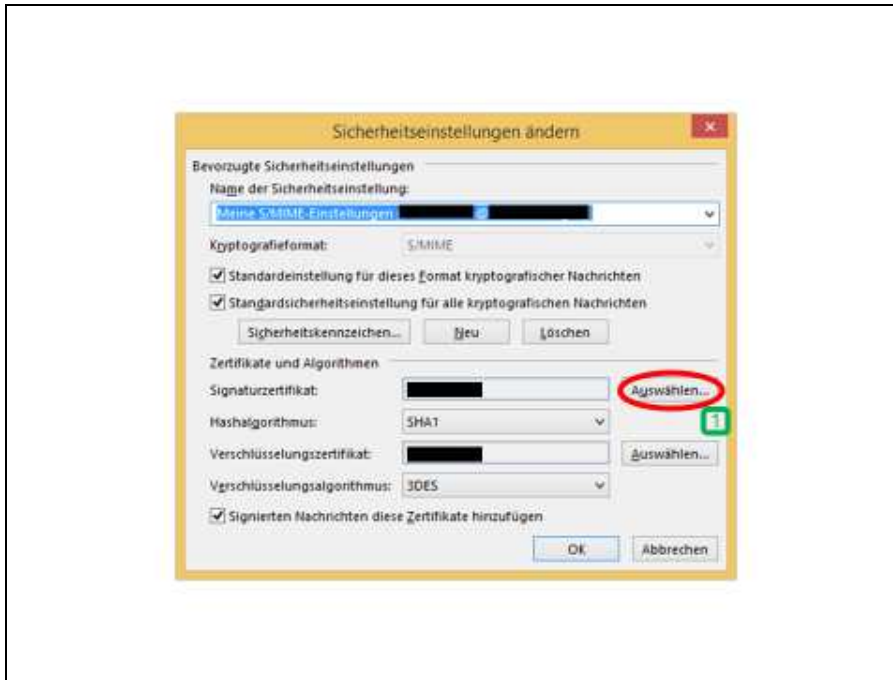 Sicherheitseinstellungen ändern
Bevorzugte Sicherheitseinstellungen
Name der Sicherheitseinstellung:
Meine S/MIME-Einstellungen @
Kryptografieformat: S/MIME
Standardeinstellung für dieses Format kryptografischer Nachrichten
Standardsicherheitseinstellung für alle kryptografischen Nachrichten
Sicherheitskennzeichen... Neu Löschen
Zertifikate und Algorithmen
Signaturzertifikat: Auswählen...
1
Hashalgorithmus: SHA1
Verschlüsselungszertifikat: Auswählen...
Verschlüsselungsalgorithmus: 3DES
Signierten Nachrichten diese Zertifikate hinzufügen
OK Abbrechen